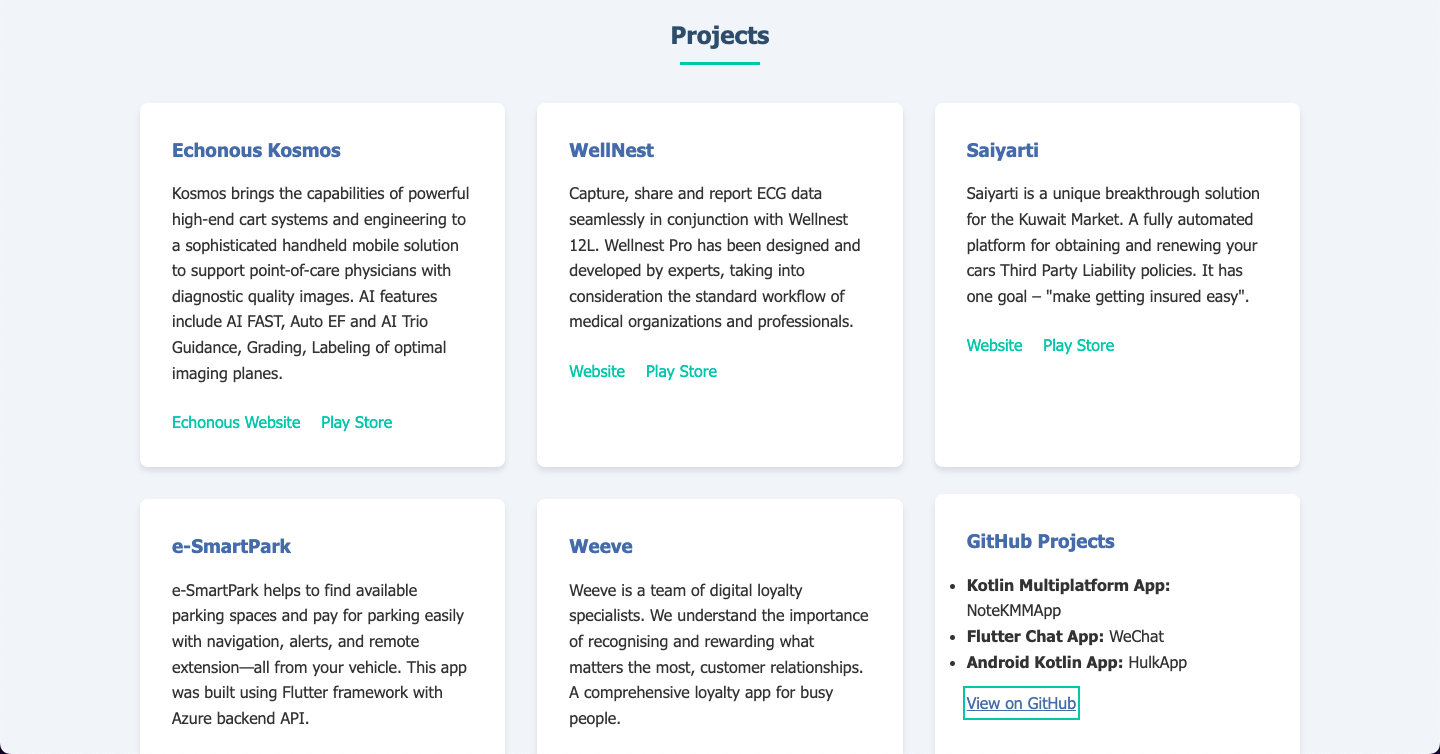 Projects
Echonous Kosmos
Kosmos brings the capabilities of powerful
high-end cart systems and engineering to
a sophisticated handheld mobile solution
to support point-of-care physicians with
diagnostic quality images. AI features
include AI FAST, Auto EF and AI Trio
Guidance, Grading, Labeling of optimal
imaging planes.
Echonous Website Play Store
WellNest
Capture, share and report ECG data
seamlessly in conjunction with Wellnest
12L. Wellnest Pro has been designed and
developed by experts, taking into
consideration the standard workflow of
medical organizations and professionals.
Website Play Store
Saiyarti
Saiyarti is a unique breakthrough solution
for the Kuwait Market. A fully automated
platform for obtaining and renewing your
cars Third Party Liability policies. It has
one goal – "make getting insured easy".
Website Play Store
e-SmartPark
e-SmartPark helps to find available
parking spaces and pay for parking easily
with navigation, alerts, and remote
extension—all from your vehicle. This app
was built using Flutter framework with
Azure backend API.
Weeve
Weeve is a team of digital loyalty
specialists. We understand the importance
of recognising and rewarding what
matters the most, customer relationships.
A comprehensive loyalty app for busy
people.
GitHub Projects
• Kotlin Multiplatform App:
NoteKMMApp
• Flutter Chat App: WeChat
• Android Kotlin App: HulkApp
View on GitHub